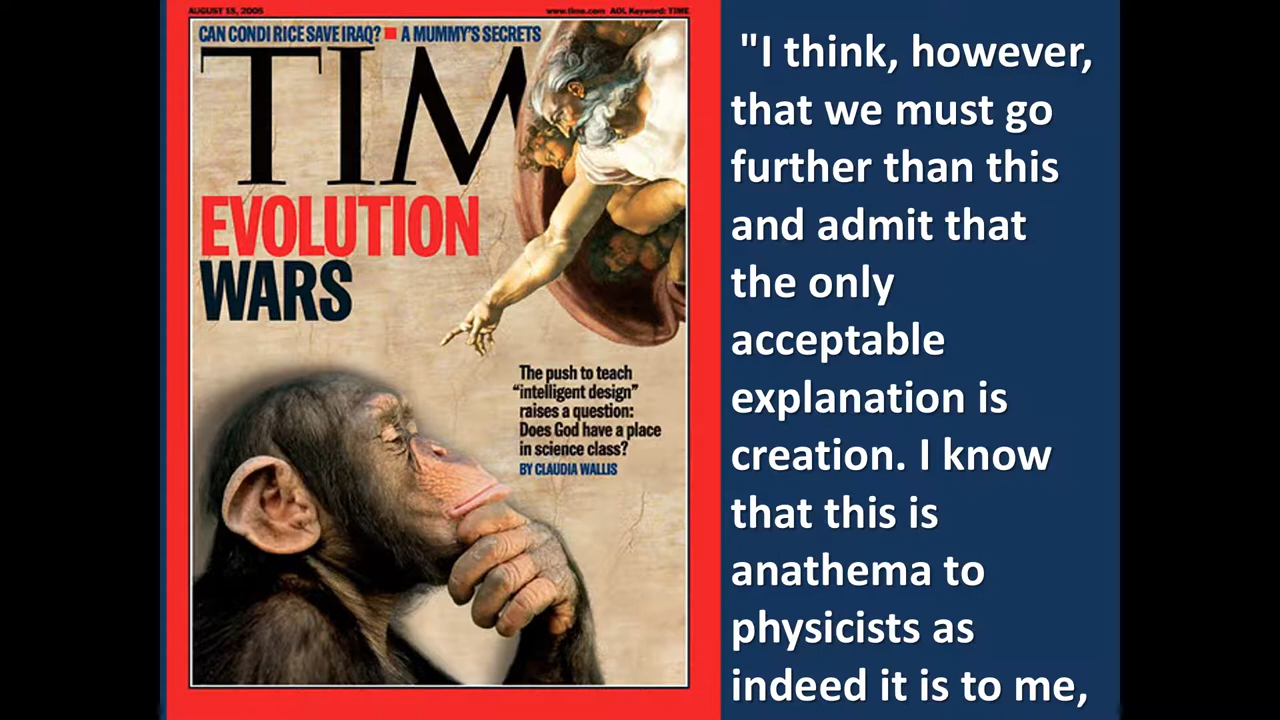 AUGUST 15, 2005
www.time.com AOL Keyword: TIME
CAN CONDI RICE SAVE IRAQ? ■ A MUMMY'S SECRETS
TIM
EVOLUTION
WARS
The push to teach
“intelligent design”
raises a question:
Does God have a place
in science class?
BY CLAUDIA WALLIS
"I think, however,
that we must go
further than this
and admit that
the only
acceptable
explanation is
creation. I know
that this is
anathema to
physicists as
indeed it is to me,